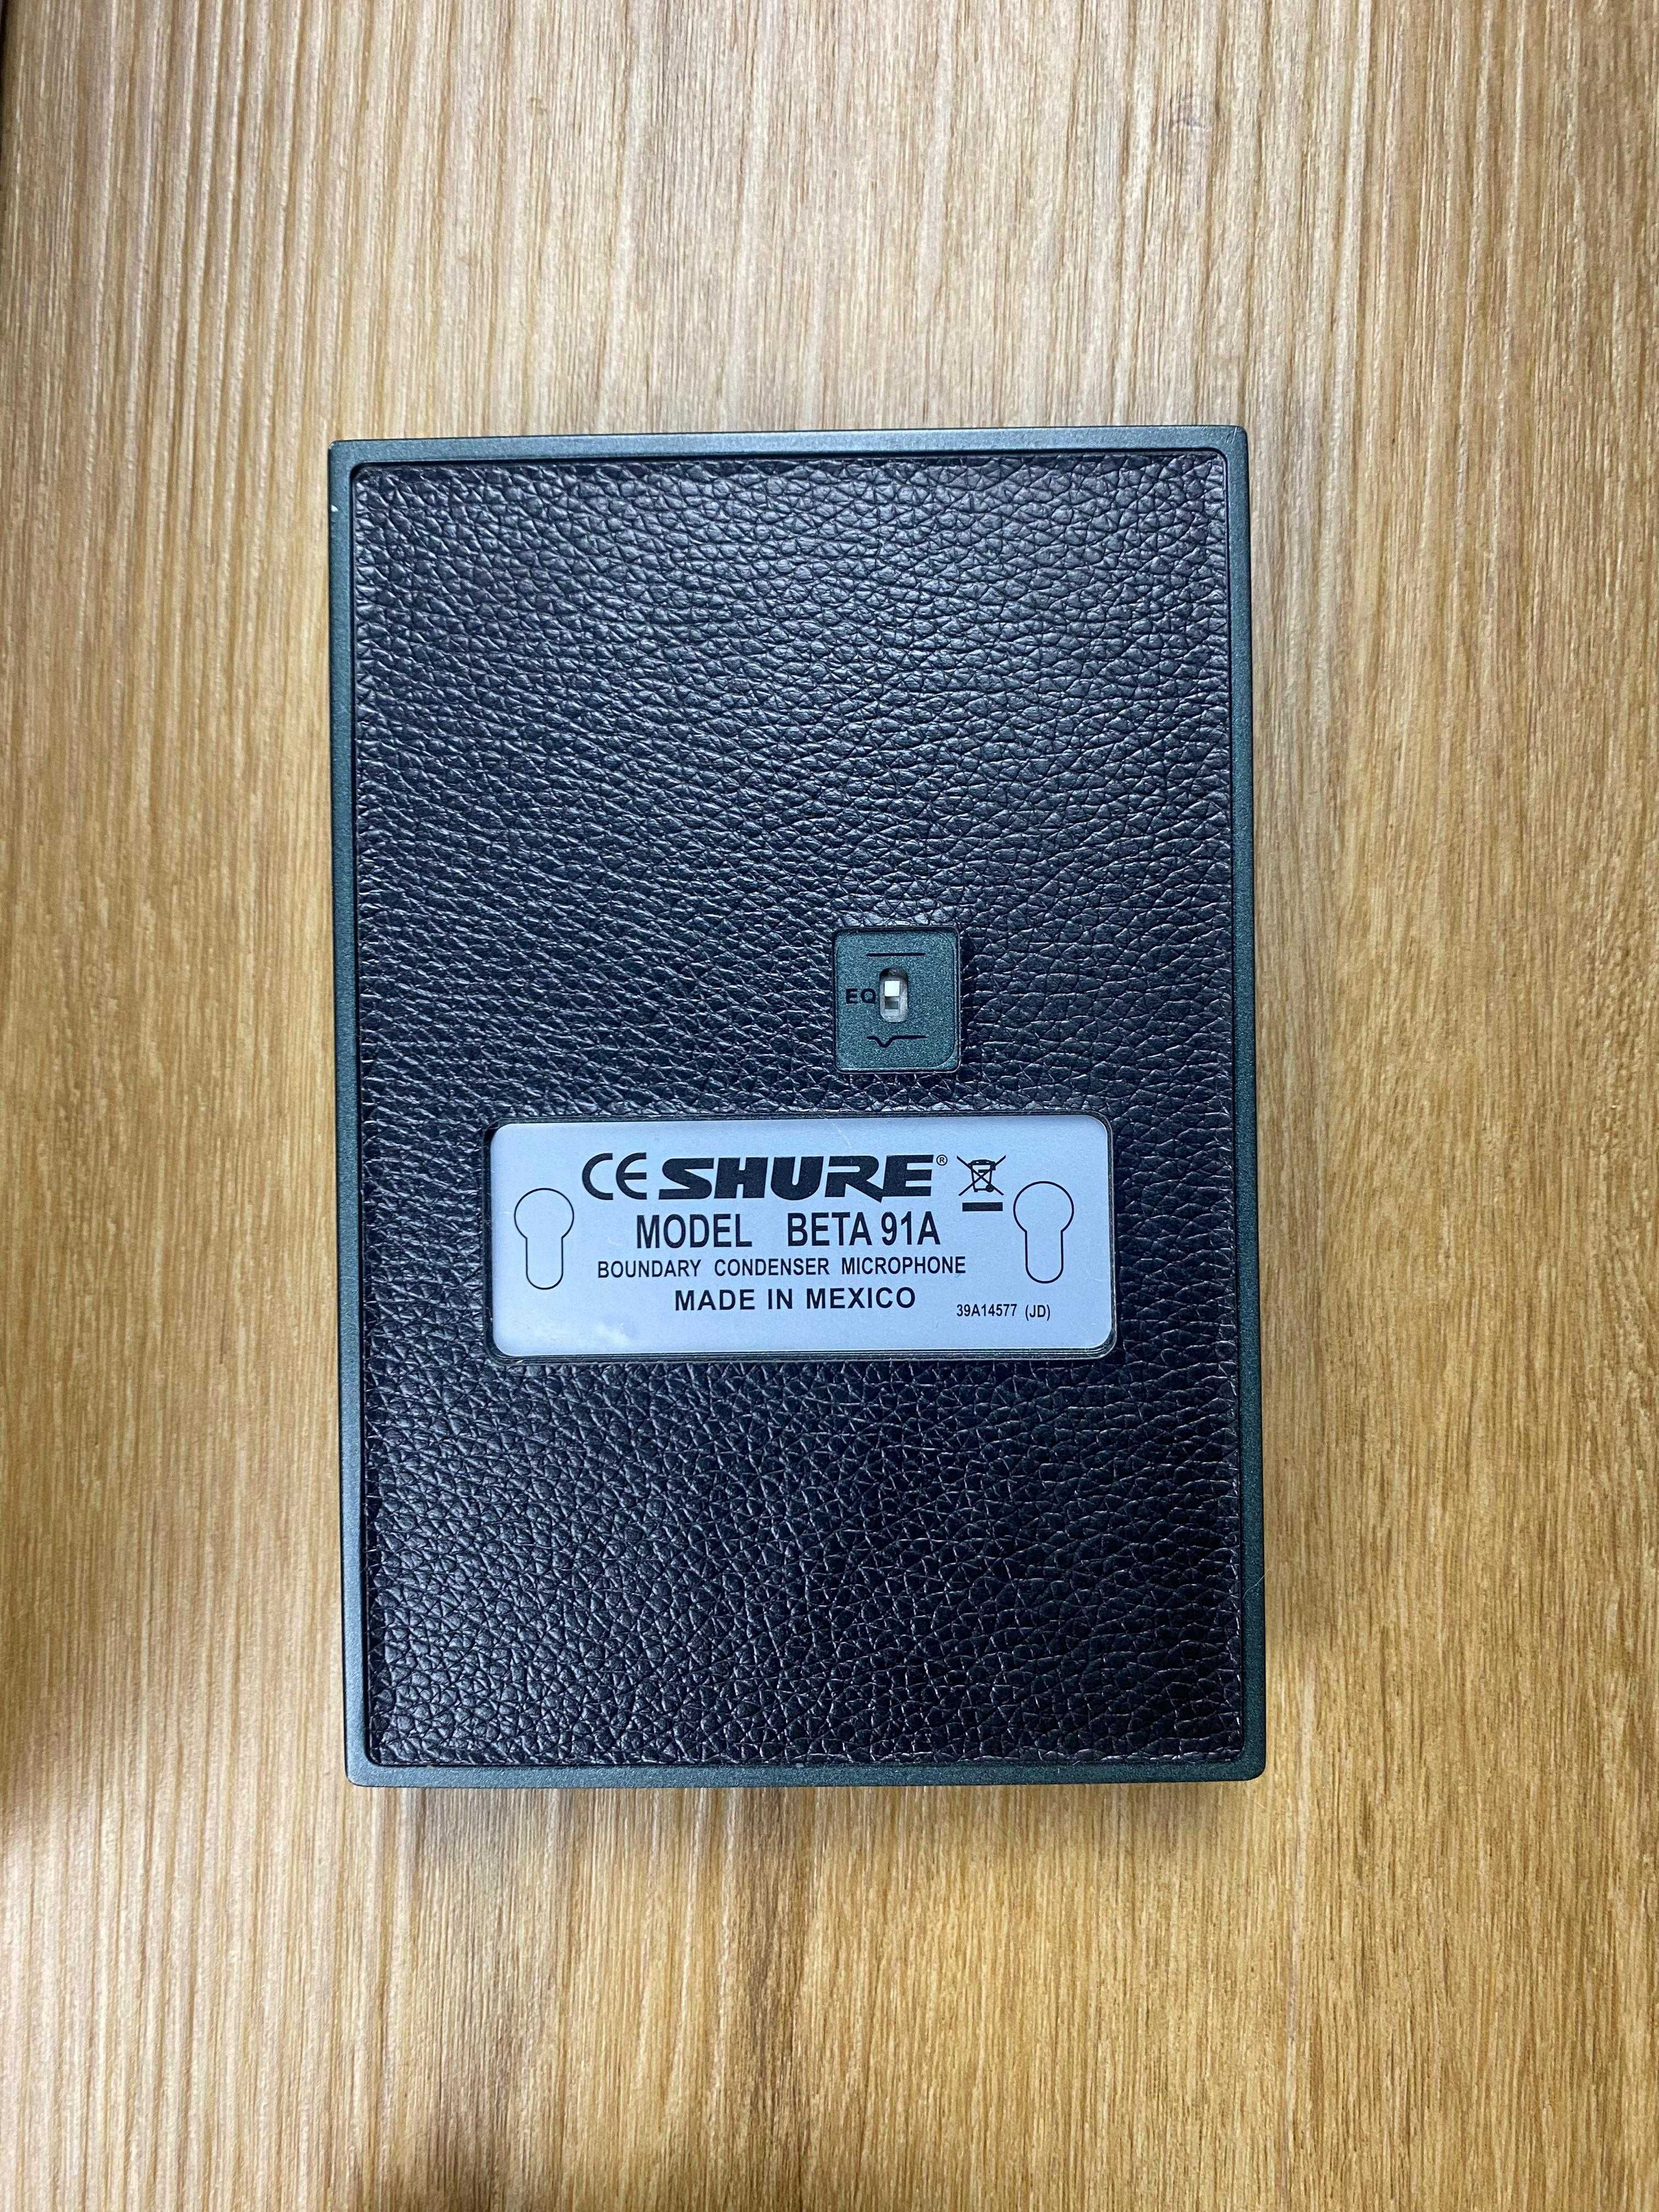 EQ
CE SHURE®
MODEL BETA 91A
BOUNDARY CONDENSER MICROPHONE
MADE IN MEXICO 39A14577 (JD)